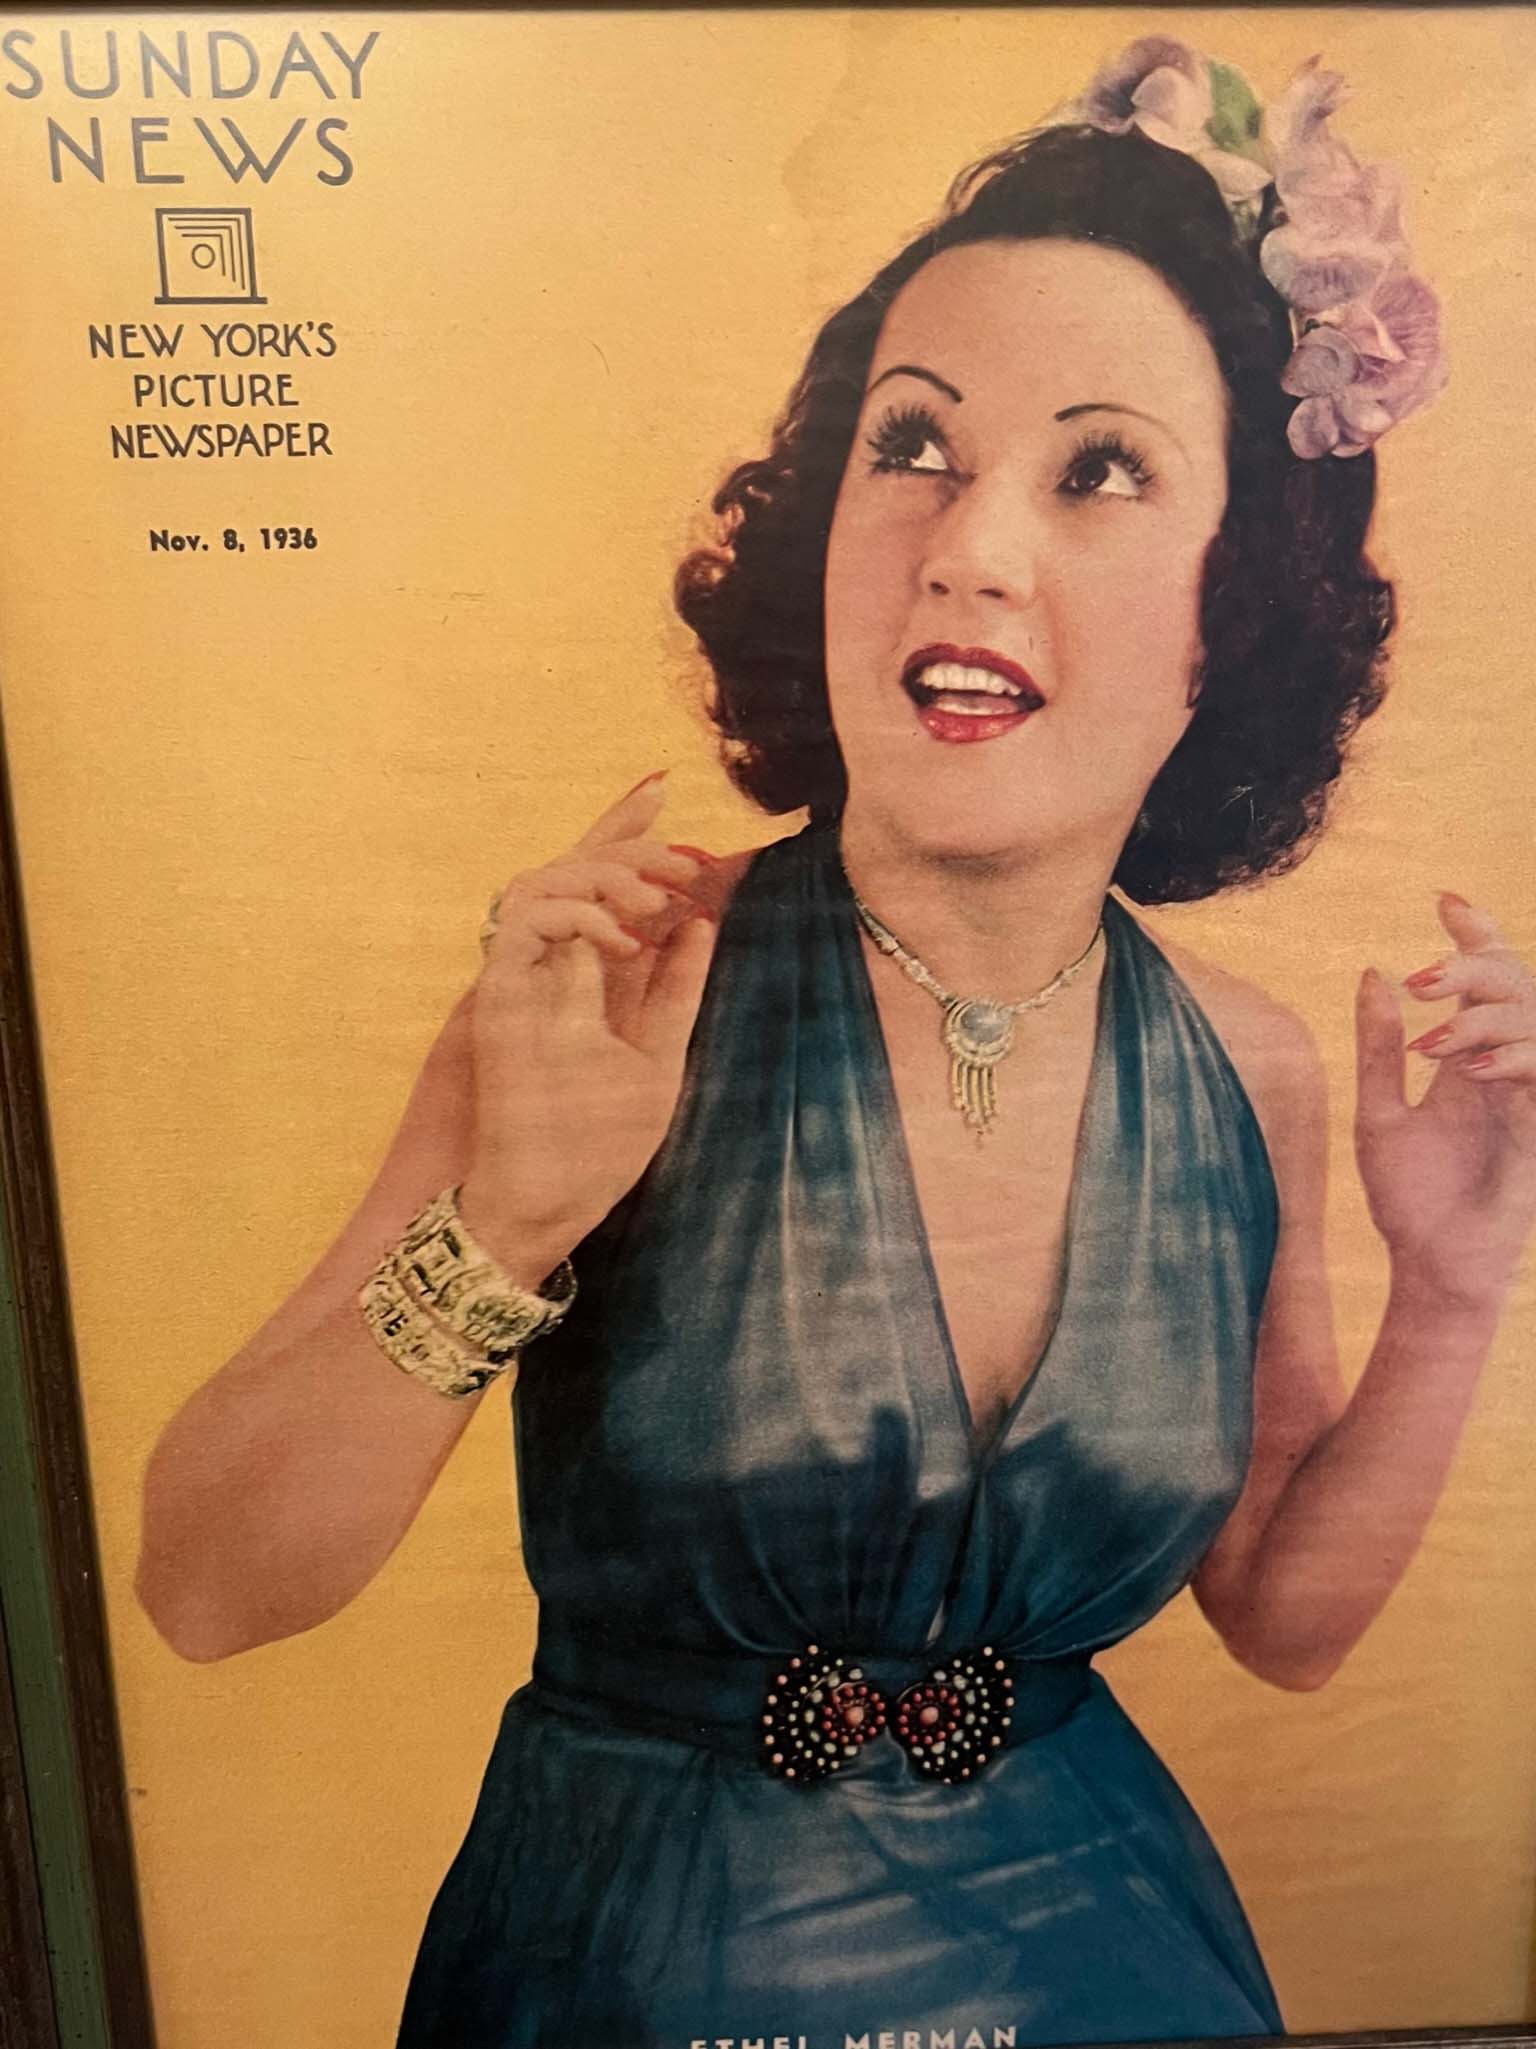 SUNDAY
NEWS
NEW YORK'S
PICTURE
NEWSPAPER
Nov. 8, 1936
ETHEL MERMAN